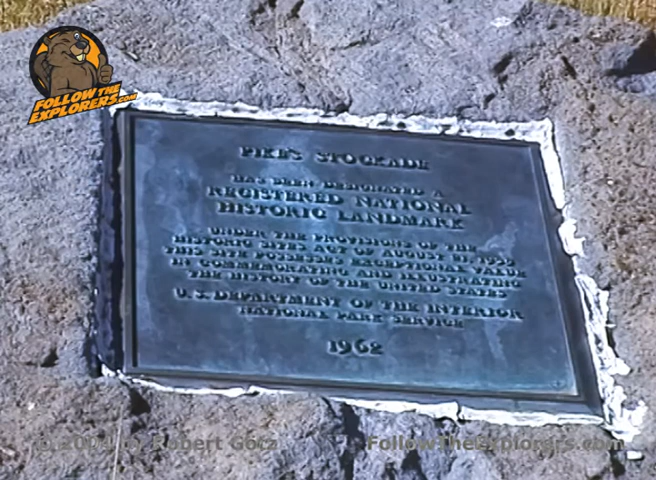 FOLLOW THE
EXPLORERS.COM
PIKE'S STOCKADE
HAS BEEN DESIGNATED A
REGISTERED NATIONAL
HISTORIC LANDMARK
UNDER THE PROVISIONS OF THE
HISTORIC SITES ACT OF AUGUST 21, 1935
THIS SITE POSSESSES EXCEPTIONAL VALUE
IN COMMEMORATING AND ILLUSTRATING
THE HISTORY OF THE UNITED STATES
U.S. DEPARTMENT OF THE INTERIOR
NATIONAL PARK SERVICE
1962
Robert FollowTheExplorers.com